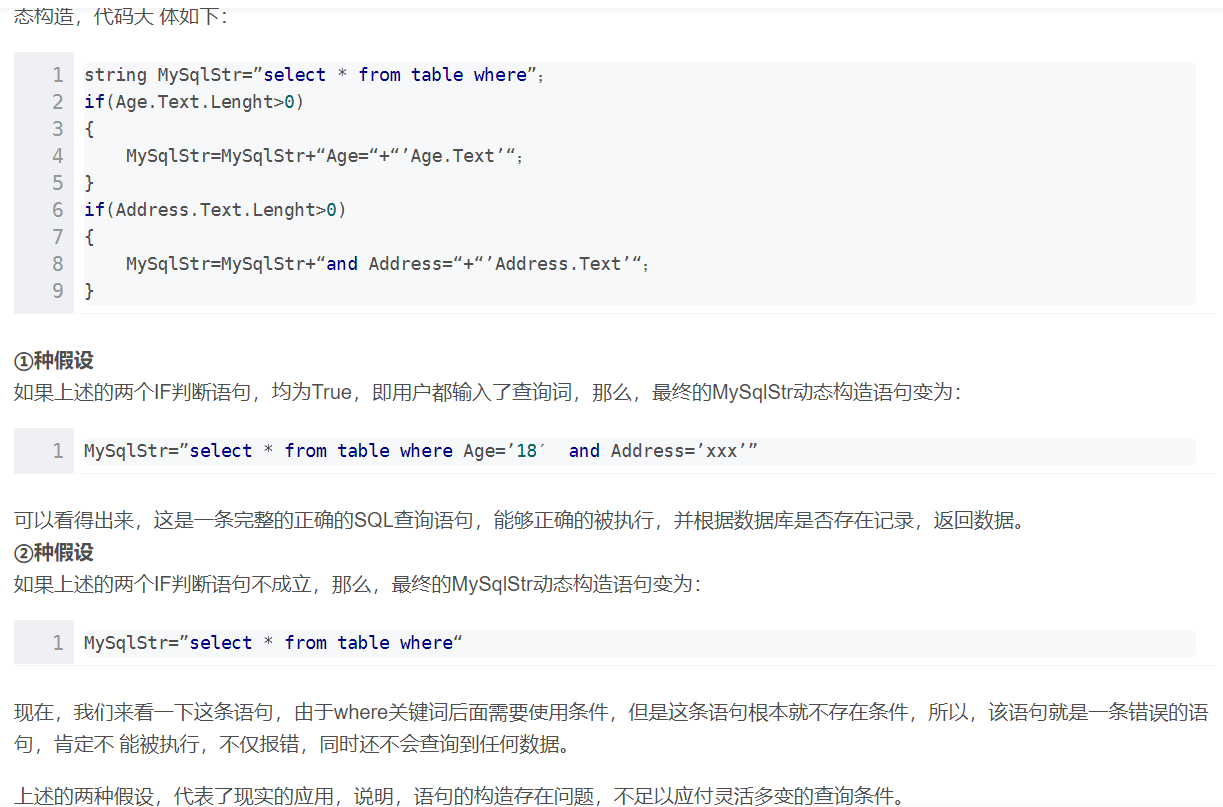 态构造，代码大 体如下：
1 string MySqlStr=”select * from table where”；
2 if(Age.Text.Lenght>0)
3 {
4 MySqlStr=MySqlStr+“Age=“+“’Age.Text’“；
5 }
6 if(Address.Text.Lenght>0)
7 {
8 MySqlStr=MySqlStr+“and Address=“+“’Address.Text’“；
9 }
①种假设
如果上述的两个IF判断语句，均为True，即用户都输入了查询词，那么，最终的MySqlStr动态构造语句变为：
1 MySqlStr=”select * from table where Age=’18′  and Address=’xxx’”
可以看得出来，这是一条完整的正确的SQL查询语句，能够正确的被执行，并根据数据库是否存在记录，返回数据。
②种假设
如果上述的两个IF判断语句不成立，那么，最终的MySqlStr动态构造语句变为：
1 MySqlStr=”select * from table where“
现在，我们来看一下这条语句，由于where关键词后面需要使用条件，但是这条语句根本就不存在条件，所以，该语句就是一条错误的语
句，肯定不 能被执行，不仅报错，同时还不会查询到任何数据。
上述的两种假设，代表了现实的应用，说明，语句的构造存在问题，不足以应付灵活多变的查询条件。